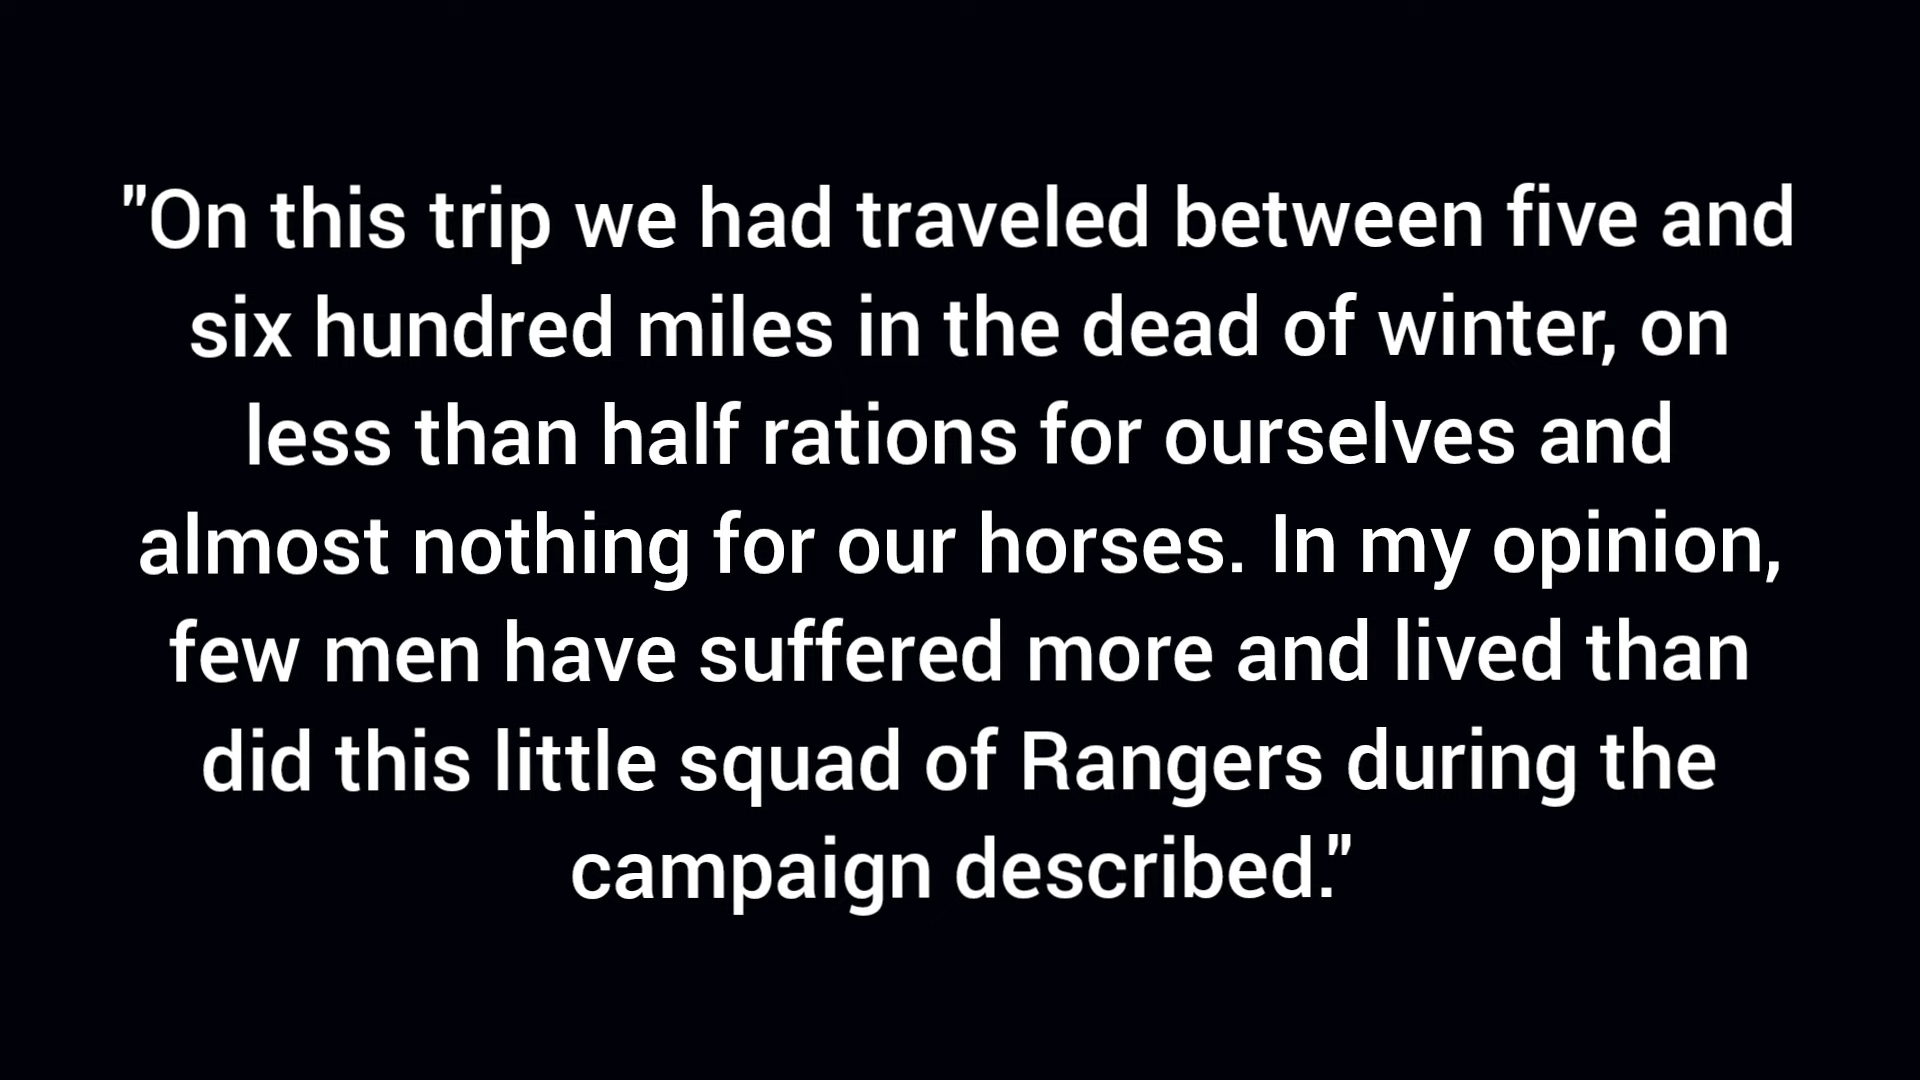 "On this trip we had traveled between five and
six hundred miles in the dead of winter, on
less than half rations for ourselves and
almost nothing for our horses. In my opinion,
few men have suffered more and lived than
did this little squad of Rangers during the
campaign described."